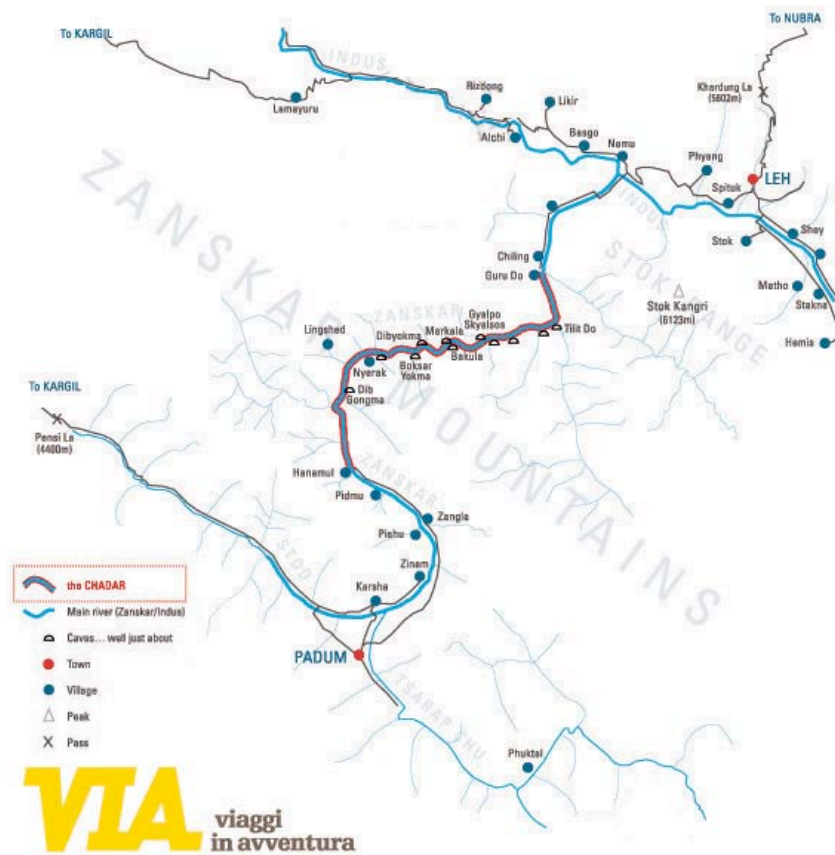 To KARGIL
To NUBRA
INDUS
Khardung La
(5602m)
Rizdong
Likir
Lamayuru
Alchi
Basgo
Nemu
Phyang
LEH
Spituk
INDUS
ZANSKAR MOUNTAINS
Stok
Shey
Chiling
Guru Do
STOK RANGE
Matho
Stakna
Stok Kangri
(6123m)
ZANSKAR
Gyalpo
Skyalsos
Tilit Do
Hemis
Lingshed
Dibyokma
Markala
Bakula
Nyerak
Boksar
Yokma
To KARGIL
Dib
Gongma
Pensi La
(4400m)
Hanamul
ZANSKAR
Pidmu
Zangla
Pishu
STOD
Zinam
Karsha
the CHADAR
Main river (Zanskar/Indus)
Caves... well just about
PADUM
Town
TSARAP CHU
Village
Peak
Phuktal
Pass
VIA viaggi
in avventura